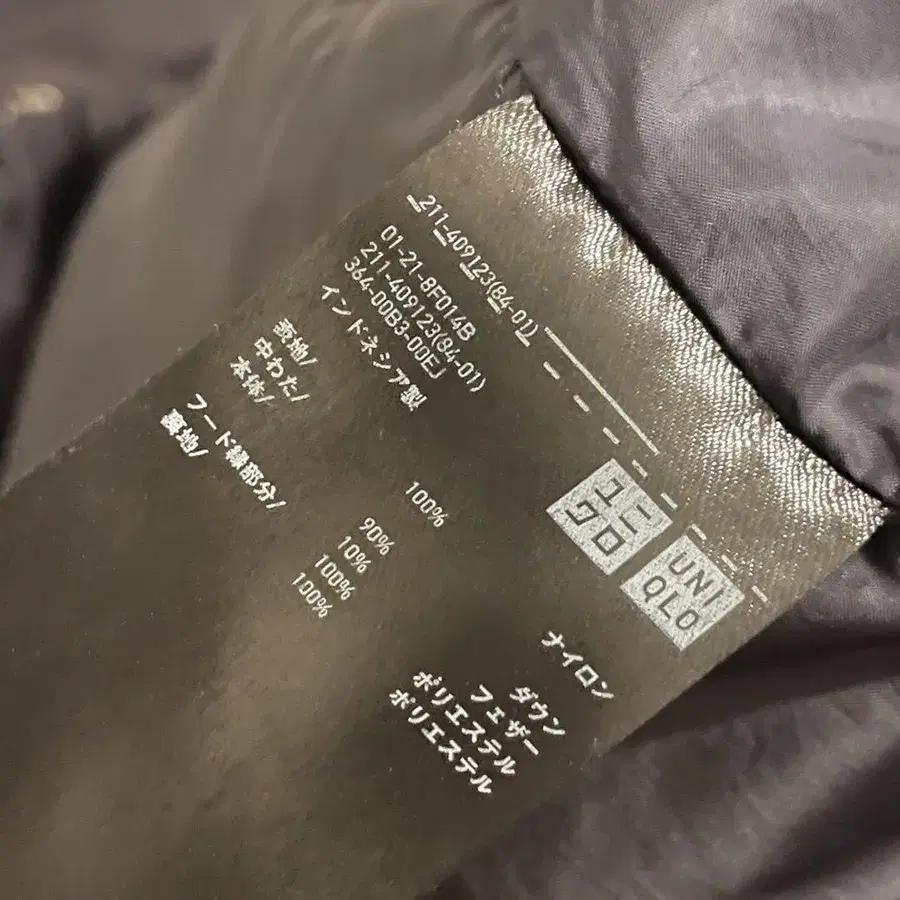 211-409123(84-01)
01-21-8F014B
211-409123(84-01)
364-00B3-00EJ
インドネシア製
表地/ 100% ナイロン
中わた/
本体/ 90% ダウン
10% フェザー
フード縁部分/ 100% ポリエステル
裏地/ 100% ポリエステル
ユニ
クロ
UNI
QLO